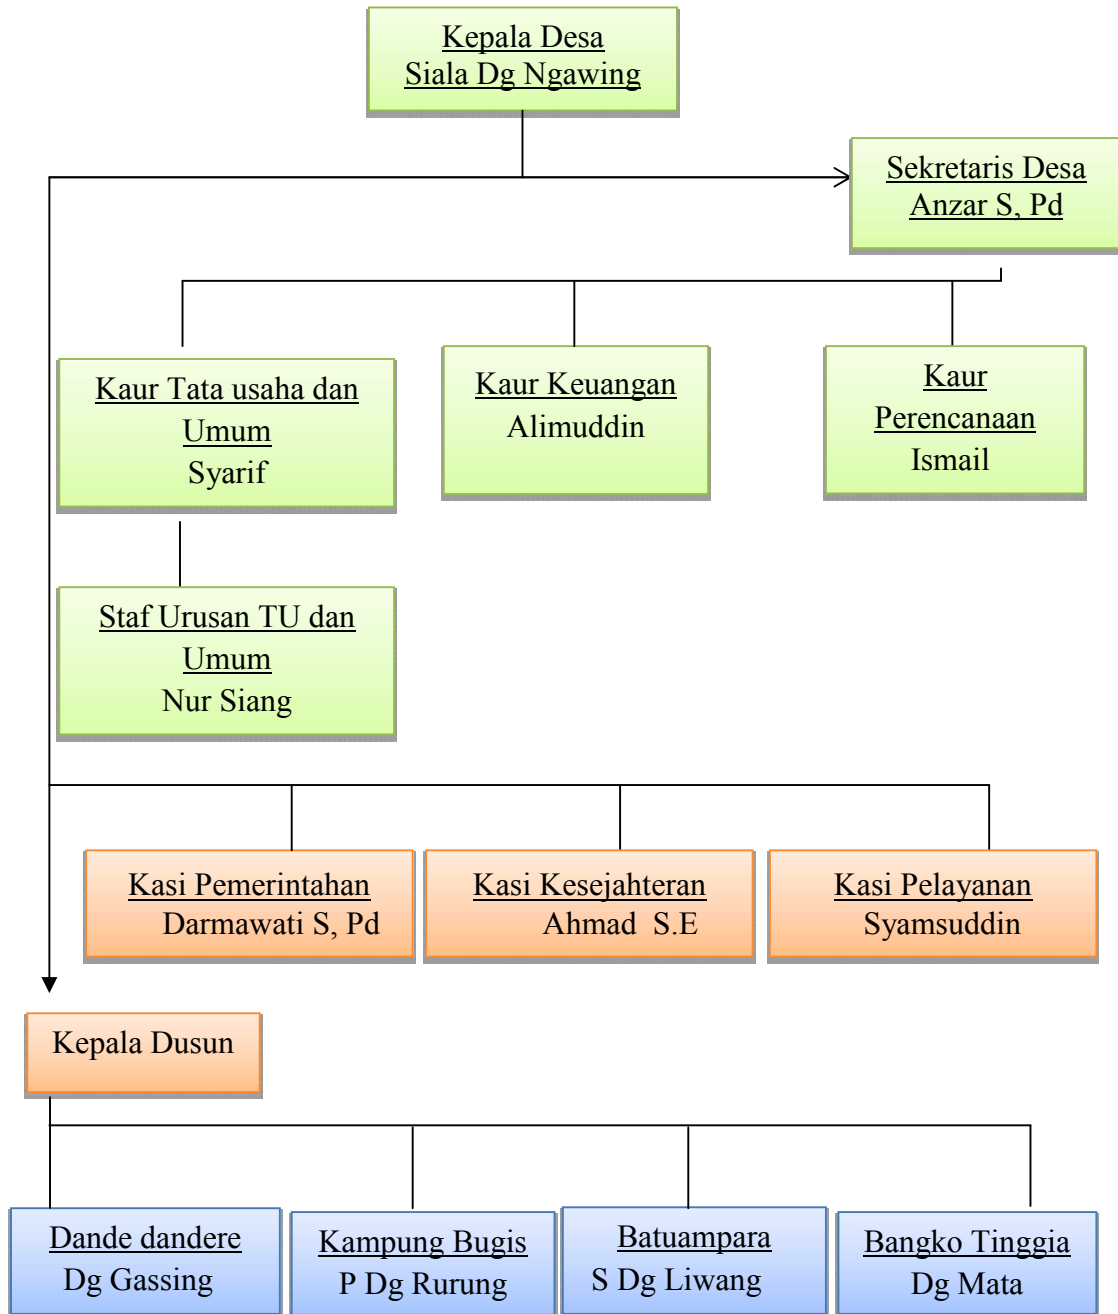 Kepala Desa
Siala Dg Ngawing
Sekretaris Desa
Anzar S, Pd
Kaur Tata usaha dan
Umum
Syarif
Kaur Keuangan
Alimuddin
Kaur
Perencanaan
Ismail
Staf Urusan TU dan
Umum
Nur Siang
Kasi Pemerintahan
Darmawati S, Pd
Kasi Kesejahteran
Ahmad S.E
Kasi Pelayanan
Syamsuddin
Kepala Dusun
Dande dandere
Dg Gassing
Kampung Bugis
P Dg Rurung
Batuampara
S Dg Liwang
Bangko Tinggia
Dg Mata